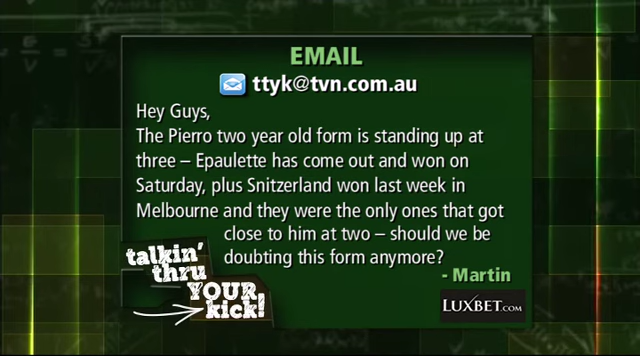 EMAIL
ttyk@tvn.com.au
Hey Guys,
The Pierro two year old form is standing up at
three – Epaulette has come out and won on
Saturday, plus Snitzerland won last week in
Melbourne and they were the only ones that got
close to him at two – should we be
doubting this form anymore?
- Martin
talkin'
thru
YOUR
kick!
LUXBET.COM